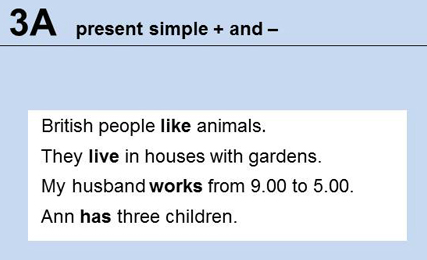 3A present simple + and –
British people like animals.
They live in houses with gardens.
My husband works from 9.00 to 5.00.
Ann has three children.